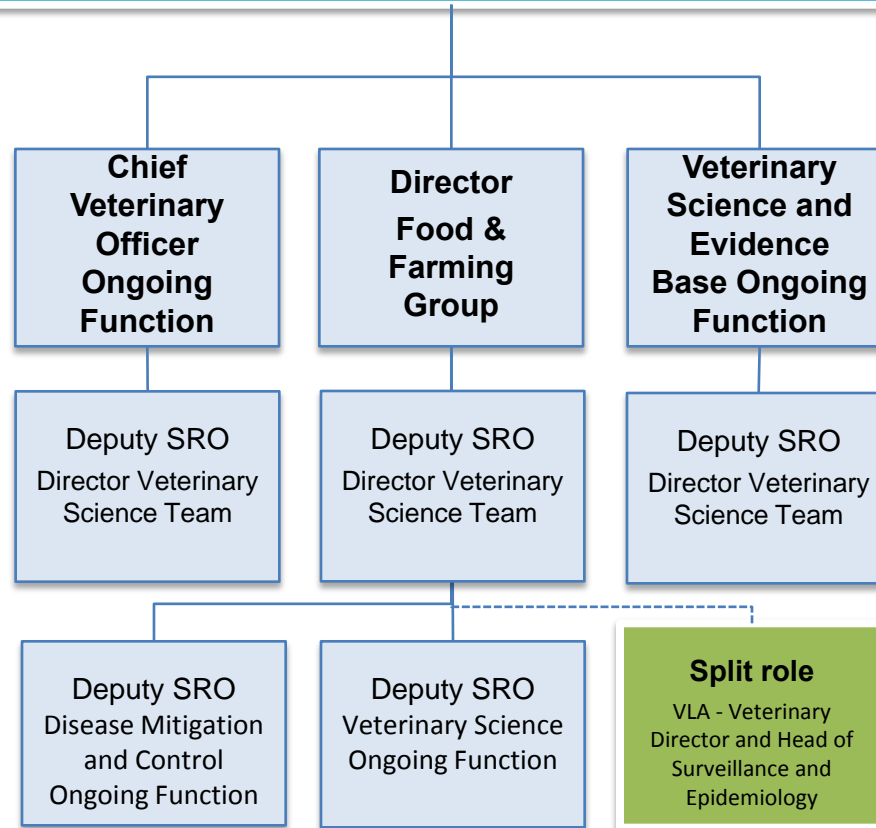 Chief
Veterinary
Officer
Ongoing
Function
Director
Food &
Farming
Group
Veterinary
Science and
Evidence
Base Ongoing
Function
Deputy SRO
Director Veterinary
Science Team
Deputy SRO
Director Veterinary
Science Team
Deputy SRO
Director Veterinary
Science Team
Deputy SRO
Disease Mitigation
and Control
Ongoing Function
Deputy SRO
Veterinary Science
Ongoing Function
Split role
VLA - Veterinary
Director and Head of
Surveillance and
Epidemiology